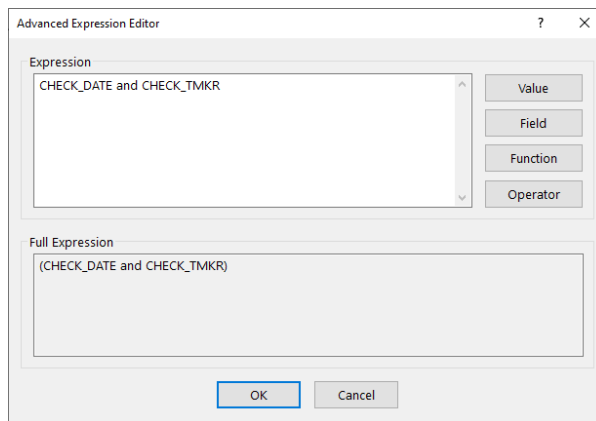 Advanced Expression Editor
?
Expression
CHECK_DATE and CHECK_TMKR
Value
Field
Function
Operator
Full Expression
(CHECK_DATE and CHECK_TMKR)
OK
Cancel